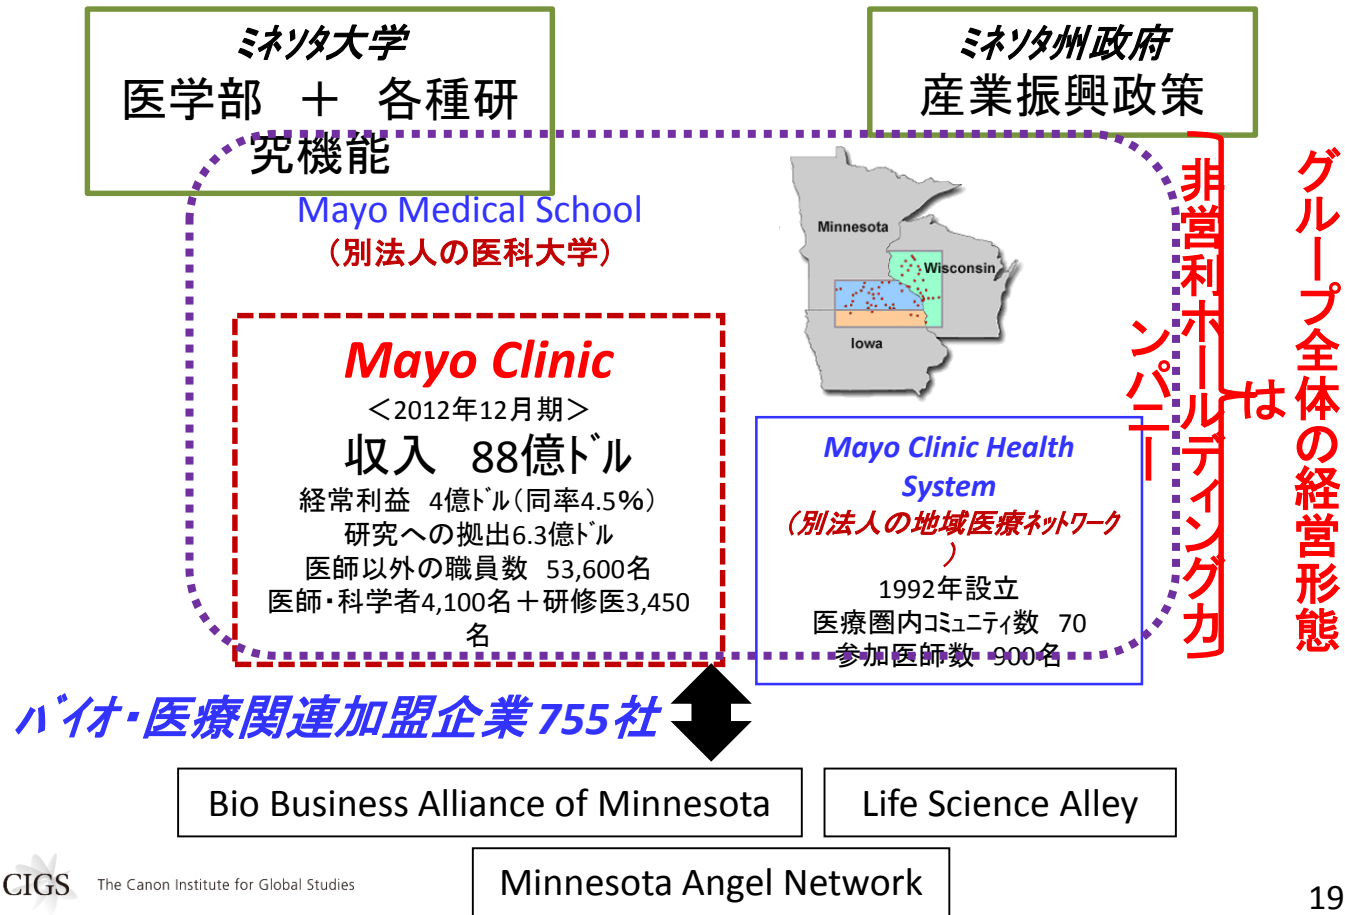 ﾐﾈｿﾀ大学
医学部　＋　各種研
究機能
ﾐﾈｿﾀ州政府
産業振興政策
Mayo Medical School
（別法人の医科大学）
Minnesota
Wisconsin
Iowa
Mayo Clinic
＜2012年12月期＞
収入　88億ﾄﾞﾙ
経常利益　4億ﾄﾞﾙ（同率4.5％）
研究への拠出6.3億ﾄﾞﾙ
医師以外の職員数　53,600名
医師・科学者4,100名＋研修医3,450
名
Mayo Clinic Health
System
（別法人の地域医療ﾈｯﾄﾜｰｸ
）
1992年設立
医療圏内ｺﾐｭﾆﾃｨ数　70
参加医師数　900名
グループ全体の経営形態
は
非営利ホールディングカ
ンパニー
ﾊﾞｲｵ・医療関連加盟企業755社
Bio Business Alliance of Minnesota
Life Science Alley
Minnesota Angel Network
CIGS
The Canon Institute for Global Studies
19